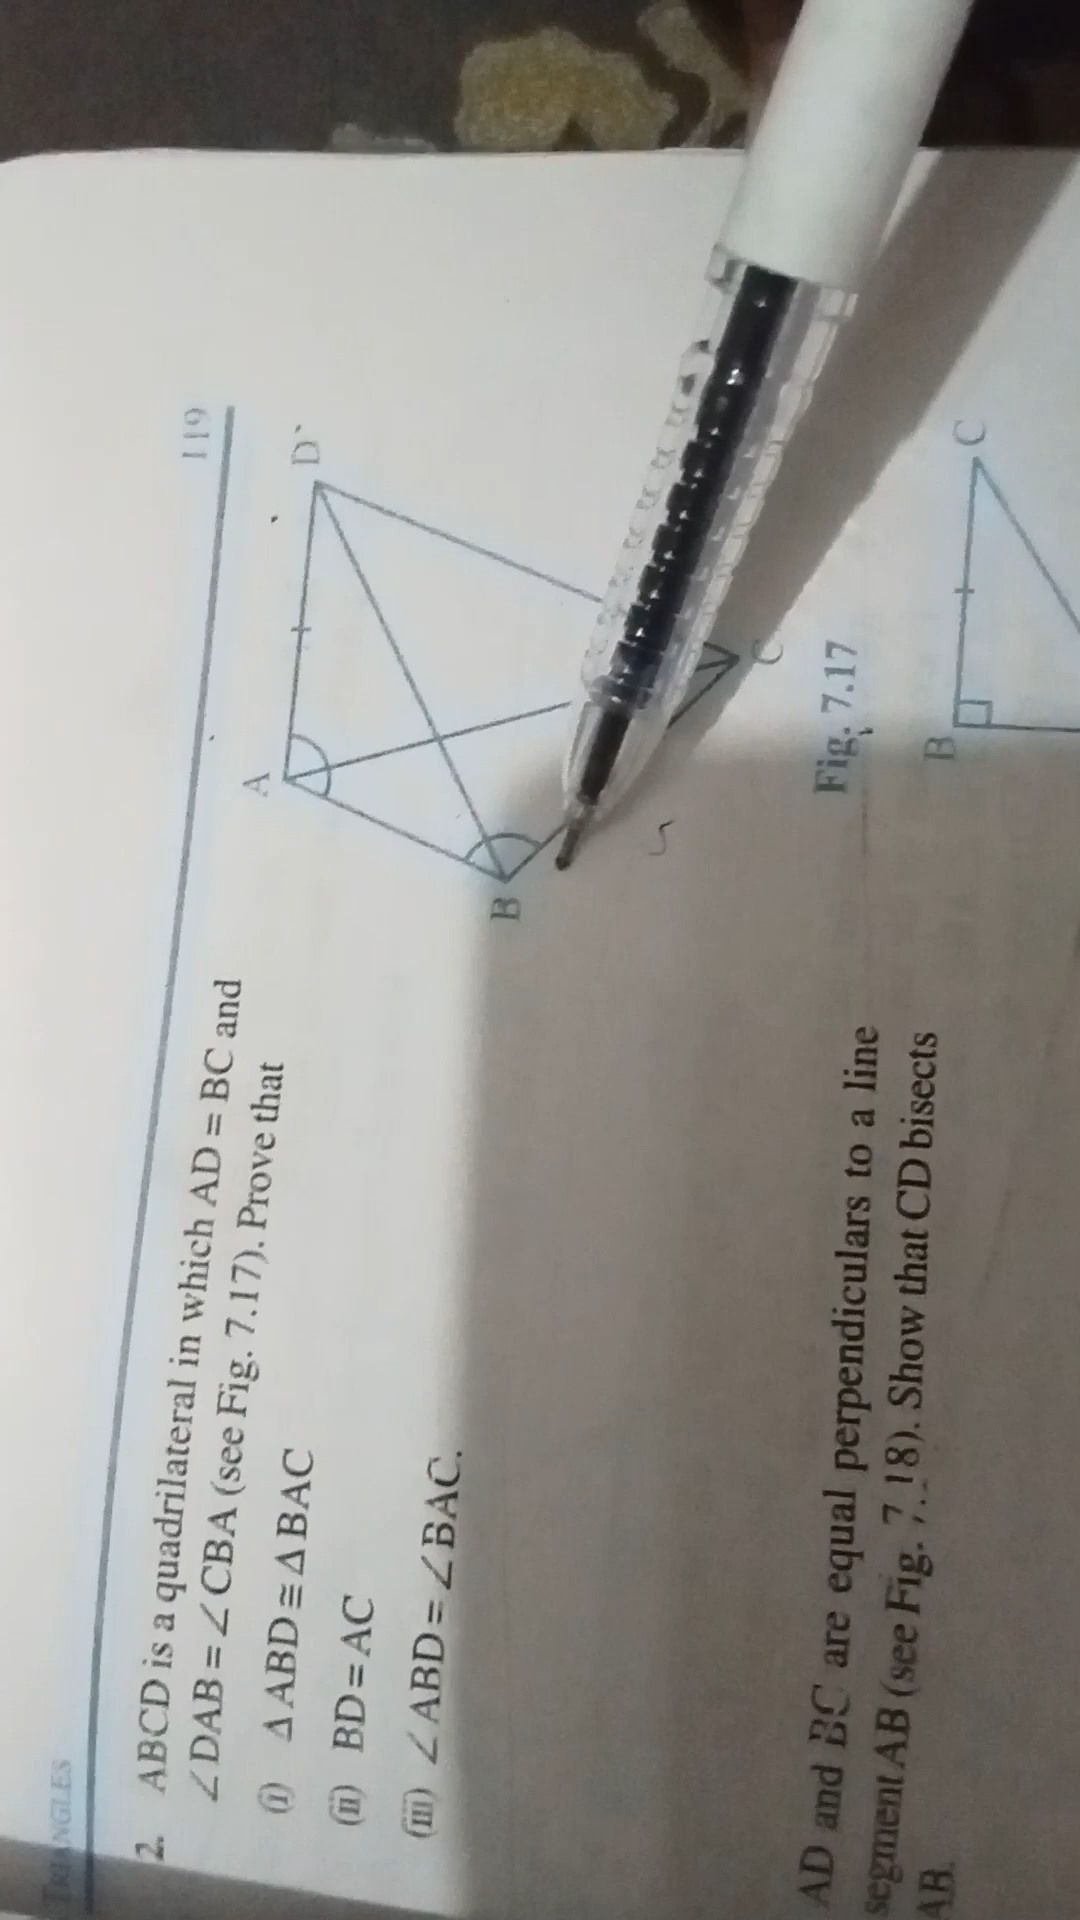 TRIANGLES 119
2. ABCD is a quadrilateral in which AD = BC and
∠DAB = ∠CBA (see Fig. 7.17). Prove that
(i) ΔABD ≅ ΔBAC
(ii) BD = AC
(iii) ∠ABD = ∠BAC.
A
D
B
C
Fig. 7.17
AD and BC are equal perpendiculars to a line
segment AB (see Fig. 7.18). Show that CD bisects
AB.
B
C